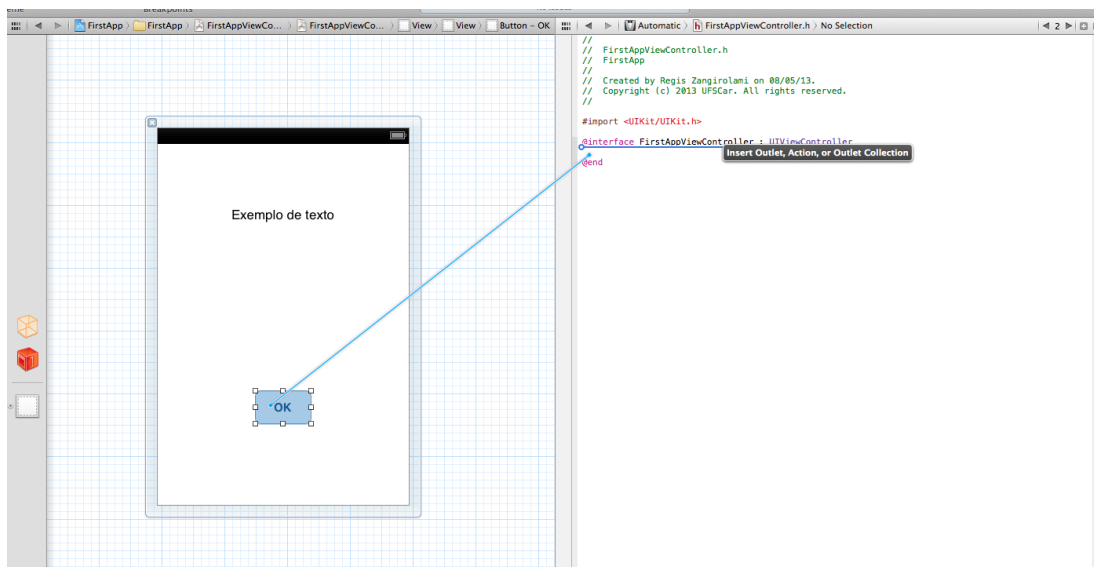 Breakpoints
FirstApp FirstApp FirstAppViewCo... FirstAppViewCo... View View Button - OK
Automatic FirstAppViewController.h No Selection
2
//
// FirstAppViewController.h
// FirstApp
//
// Created by Regis Zangirolami on 08/05/13.
// Copyright (c) 2013 UFSCar. All rights reserved.
//
#import <UIKit/UIKit.h>
@interface FirstAppViewController : UIViewController
Insert Outlet, Action, or Outlet Collection
@end
Exemplo de texto
OK